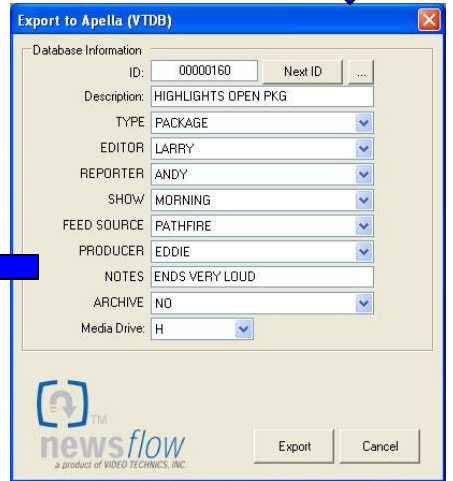 Export to Apella (VTDB)
Database Information
ID: 00000160 Next ID ...
Description: HIGHLIGHTS OPEN PKG
TYPE PACKAGE
EDITOR LARRY
REPORTER ANDY
SHOW MORNING
FEED SOURCE PATHFIRE
PRODUCER EDDIE
NOTES ENDS VERY LOUD
ARCHIVE NO
Media Drive: H
TM
newsflow
a product of VIDEO TECHNICS, INC.
Export Cancel